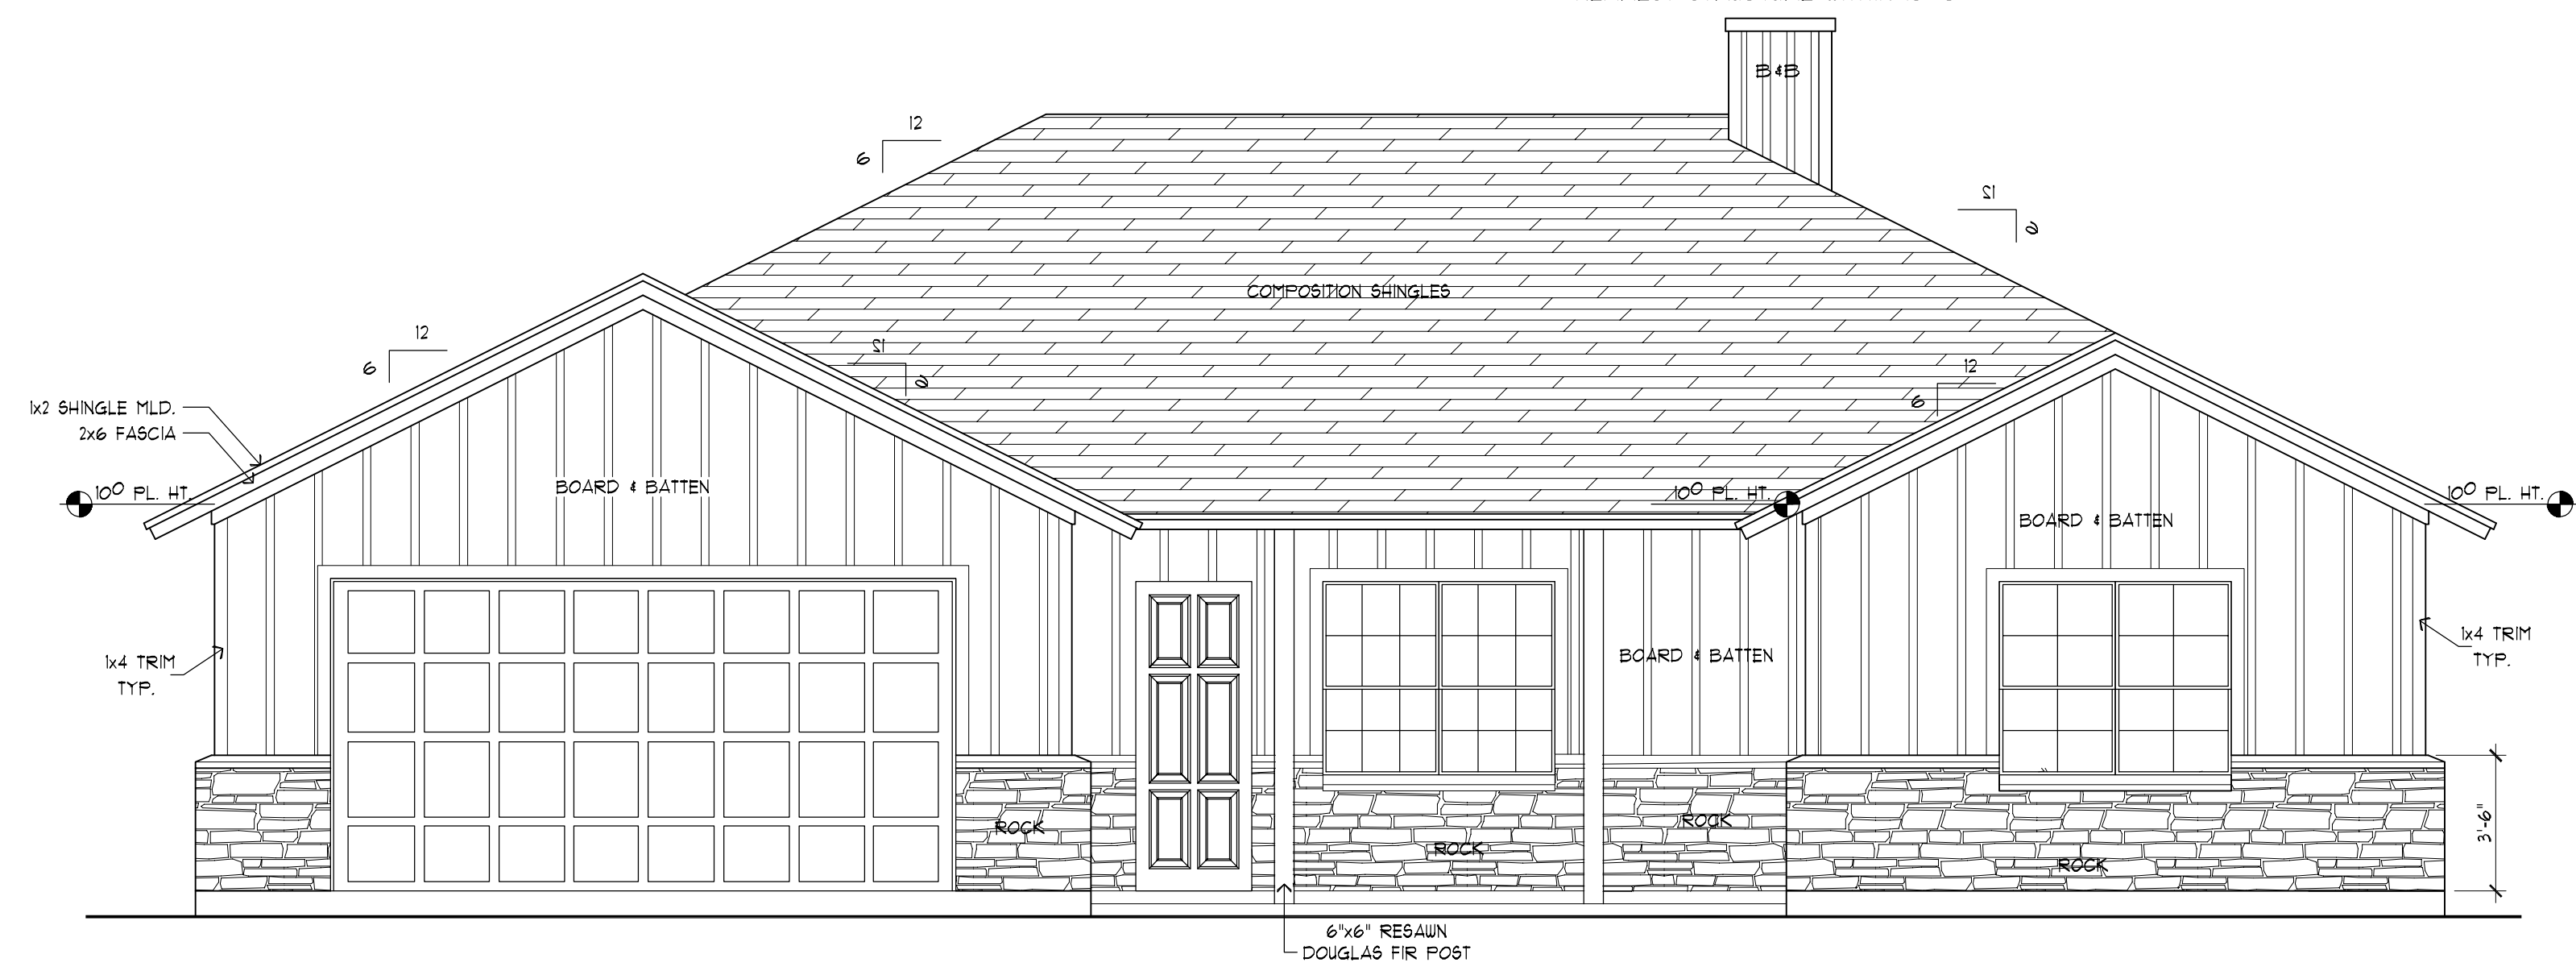 B & B
12
6
12
6
COMPOSITION SHINGLES
12
6
12
6
12
6
1x2 SHINGLE MLD.
2x6 FASCIA
10⁰ PL. HT.
BOARD & BATTEN
10⁰ PL. HT.
10⁰ PL. HT.
BOARD & BATTEN
1x4 TRIM
TYP.
BOARD & BATTEN
1x4 TRIM
TYP.
ROCK
ROCK
ROCK
ROCK
3'-6"
6"x6" RESAWN
DOUGLAS FIR POST